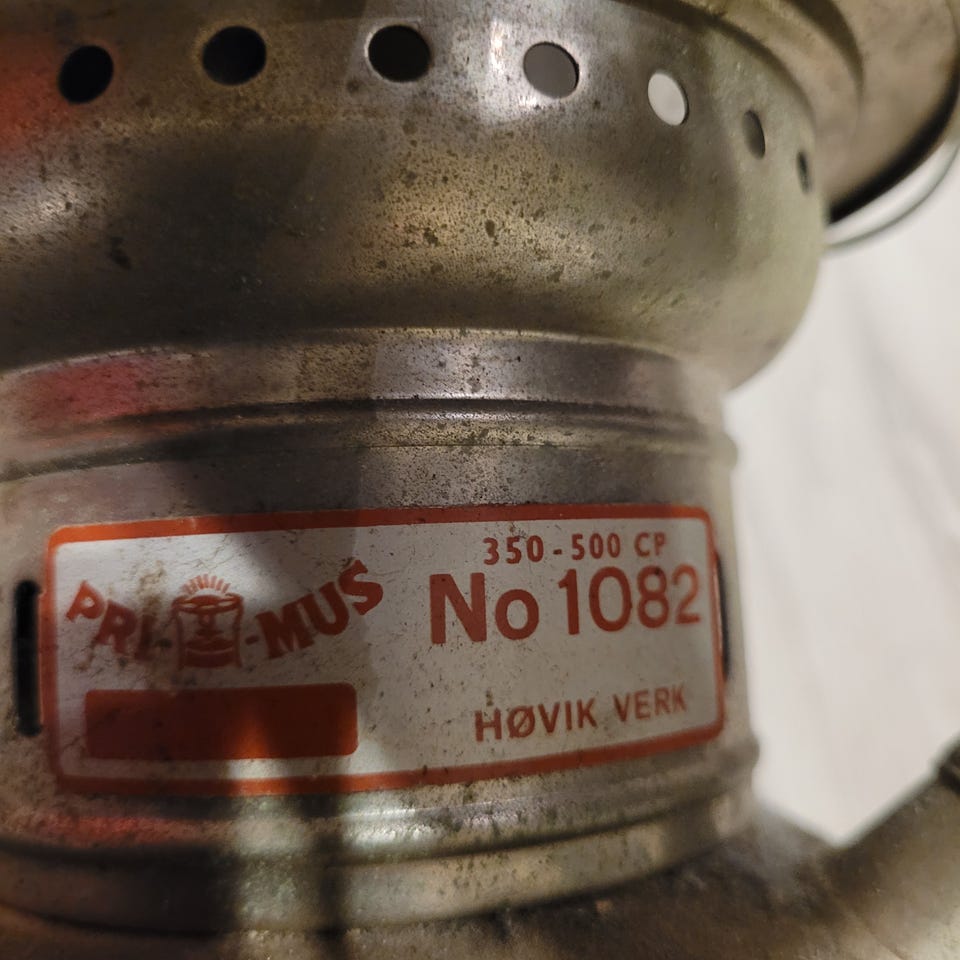 PRI-MUS
350-500 CP
No 1082
HØVIK VERK